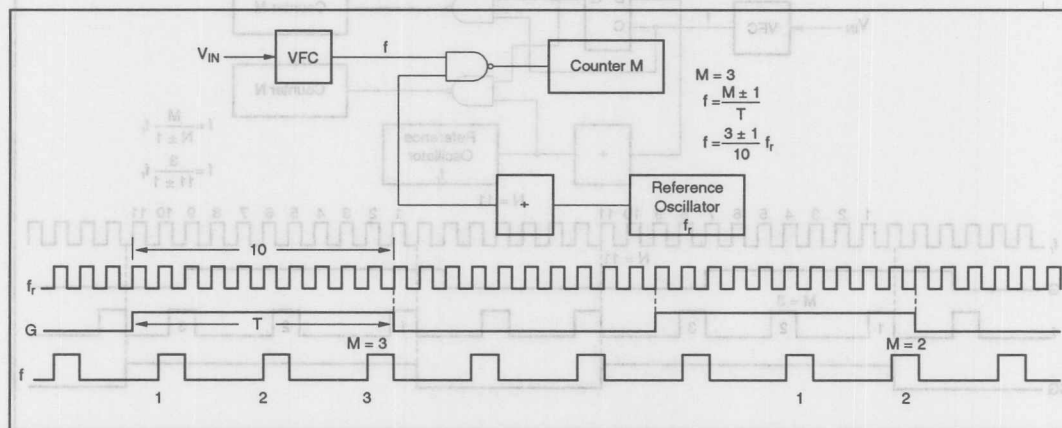 V_IN
VFC
f
Counter M
M = 3
f = (M ± 1) / T
f = (3 ± 1) / 10 f_r
+
Reference
Oscillator
f_r
10
f_r
G
T
M = 3
M = 2
f
1 2 3 1 2